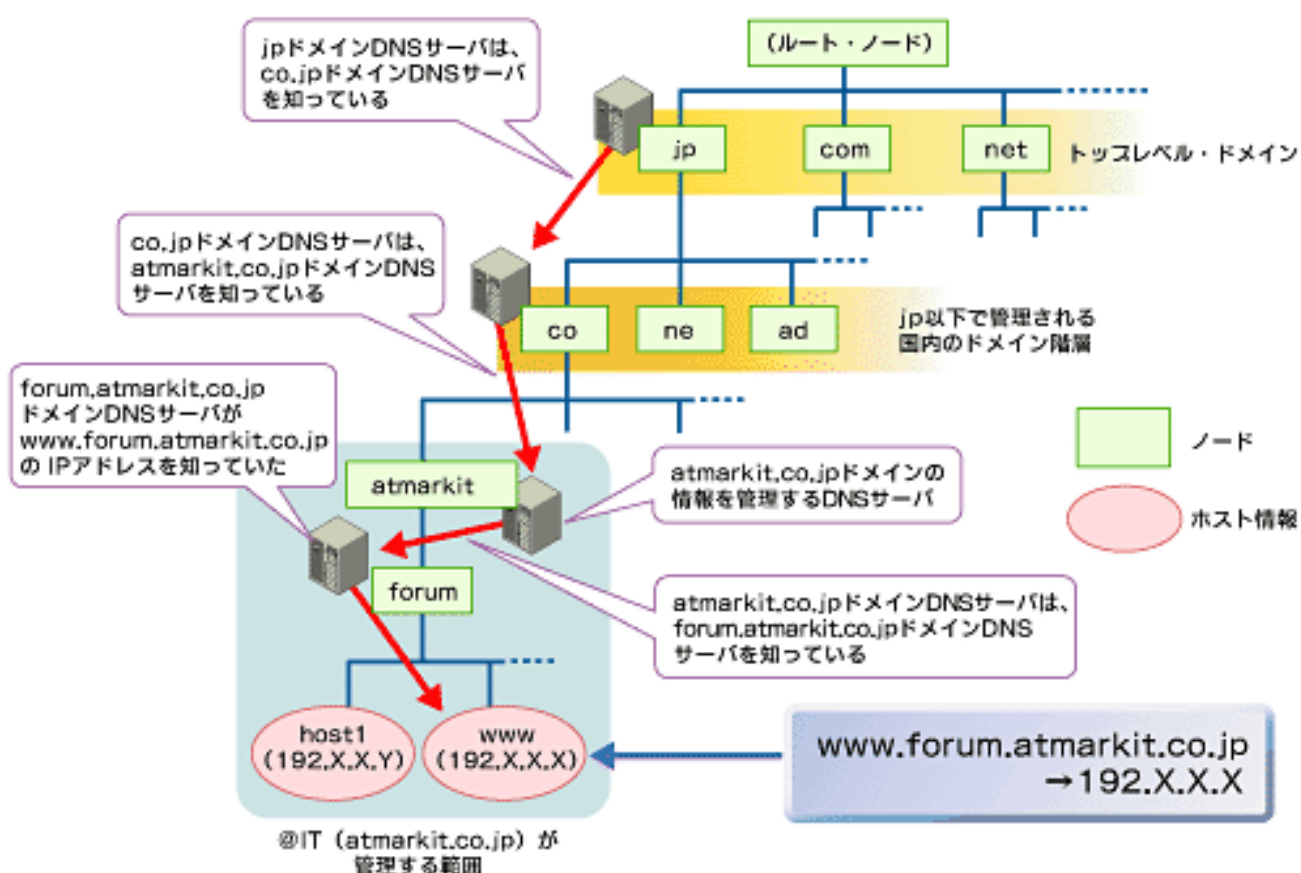 (ルート・ノード)
jpドメインDNSサーバは、
co.jpドメインDNSサーバ
を知っている
jp
com
net
トップレベル・ドメイン
co.jpドメインDNSサーバは、
atmarkit.co.jpドメインDNS
サーバを知っている
co
ne
ad
jp以下で管理される
国内のドメイン階層
forum.atmarkit.co.jp
ドメインDNSサーバが
www.forum.atmarkit.co.jp
の IPアドレスを知っていた
atmarkit
atmarkit.co.jpドメインの
情報を管理するDNSサーバ
ノード
ホスト情報
forum
atmarkit.co.jpドメインDNSサーバは、
forum.atmarkit.co.jpドメインDNS
サーバを知っている
host1
(192.X.X.Y)
www
(192.X.X.X)
www.forum.atmarkit.co.jp
→192.X.X.X
@IT (atmarkit.co.jp) が
管理する範囲